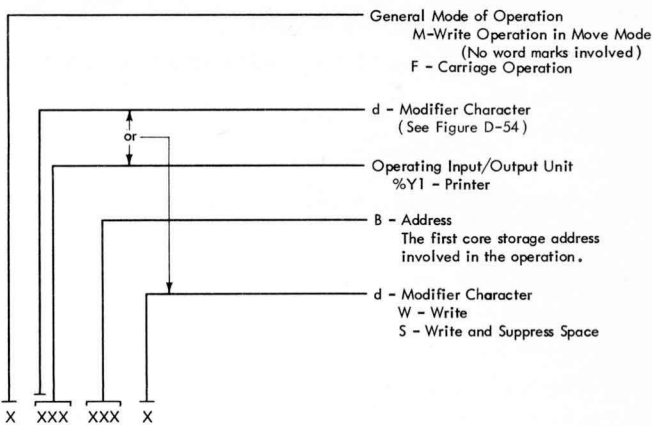 General Mode of Operation
M-Write Operation in Move Mode
(No word marks involved)
F - Carriage Operation
d - Modifier Character
(See Figure D-54)
or
Operating Input/Output Unit
%Y1 - Printer
B - Address
The first core storage address
involved in the operation.
d - Modifier Character
W - Write
S - Write and Suppress Space
X XXX XXX X